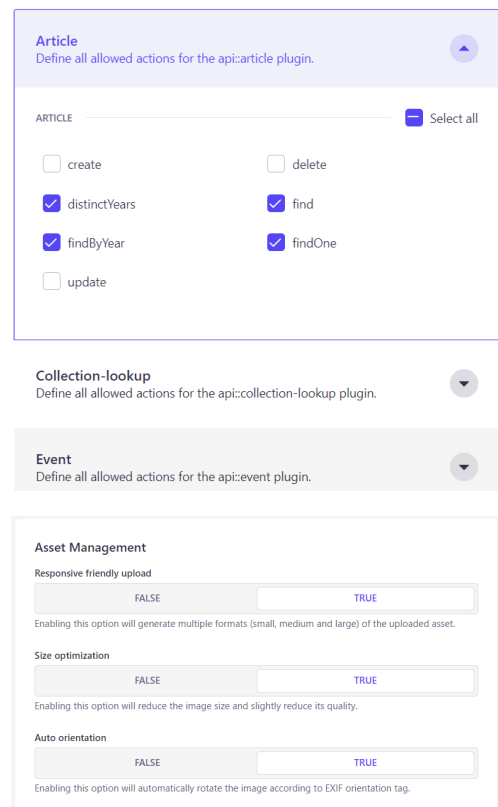 Article
Define all allowed actions for the api::article plugin.
ARTICLE
Select all
create
delete
distinctYears
find
findByYear
findOne
update
Collection-lookup
Define all allowed actions for the api::collection-lookup plugin.
Event
Define all allowed actions for the api::event plugin.
Asset Management
Responsive friendly upload
FALSE
TRUE
Enabling this option will generate multiple formats (small, medium and large) of the uploaded asset.
Size optimization
FALSE
TRUE
Enabling this option will reduce the image size and slightly reduce its quality.
Auto orientation
FALSE
TRUE
Enabling this option will automatically rotate the image according to EXIF orientation tag.